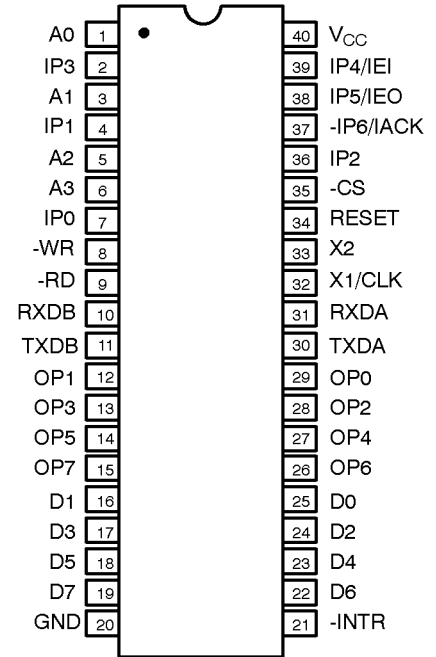 A0 1 40 VCC
IP3 2 39 IP4/IEI
A1 3 38 IP5/IEO
IP1 4 37 -IP6/IACK
A2 5 36 IP2
A3 6 35 -CS
IP0 7 34 RESET
-WR 8 33 X2
-RD 9 32 X1/CLK
RXDB 10 31 RXDA
TXDB 11 30 TXDA
OP1 12 29 OP0
OP3 13 28 OP2
OP5 14 27 OP4
OP7 15 26 OP6
D1 16 25 D0
D3 17 24 D2
D5 18 23 D4
D7 19 22 D6
GND 20 21 -INTR